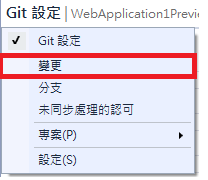 Git 設定 | WebApplication1Previe
✓ Git 設定
變更
分支
未同步處理的認可
專案(P)
設定(S)